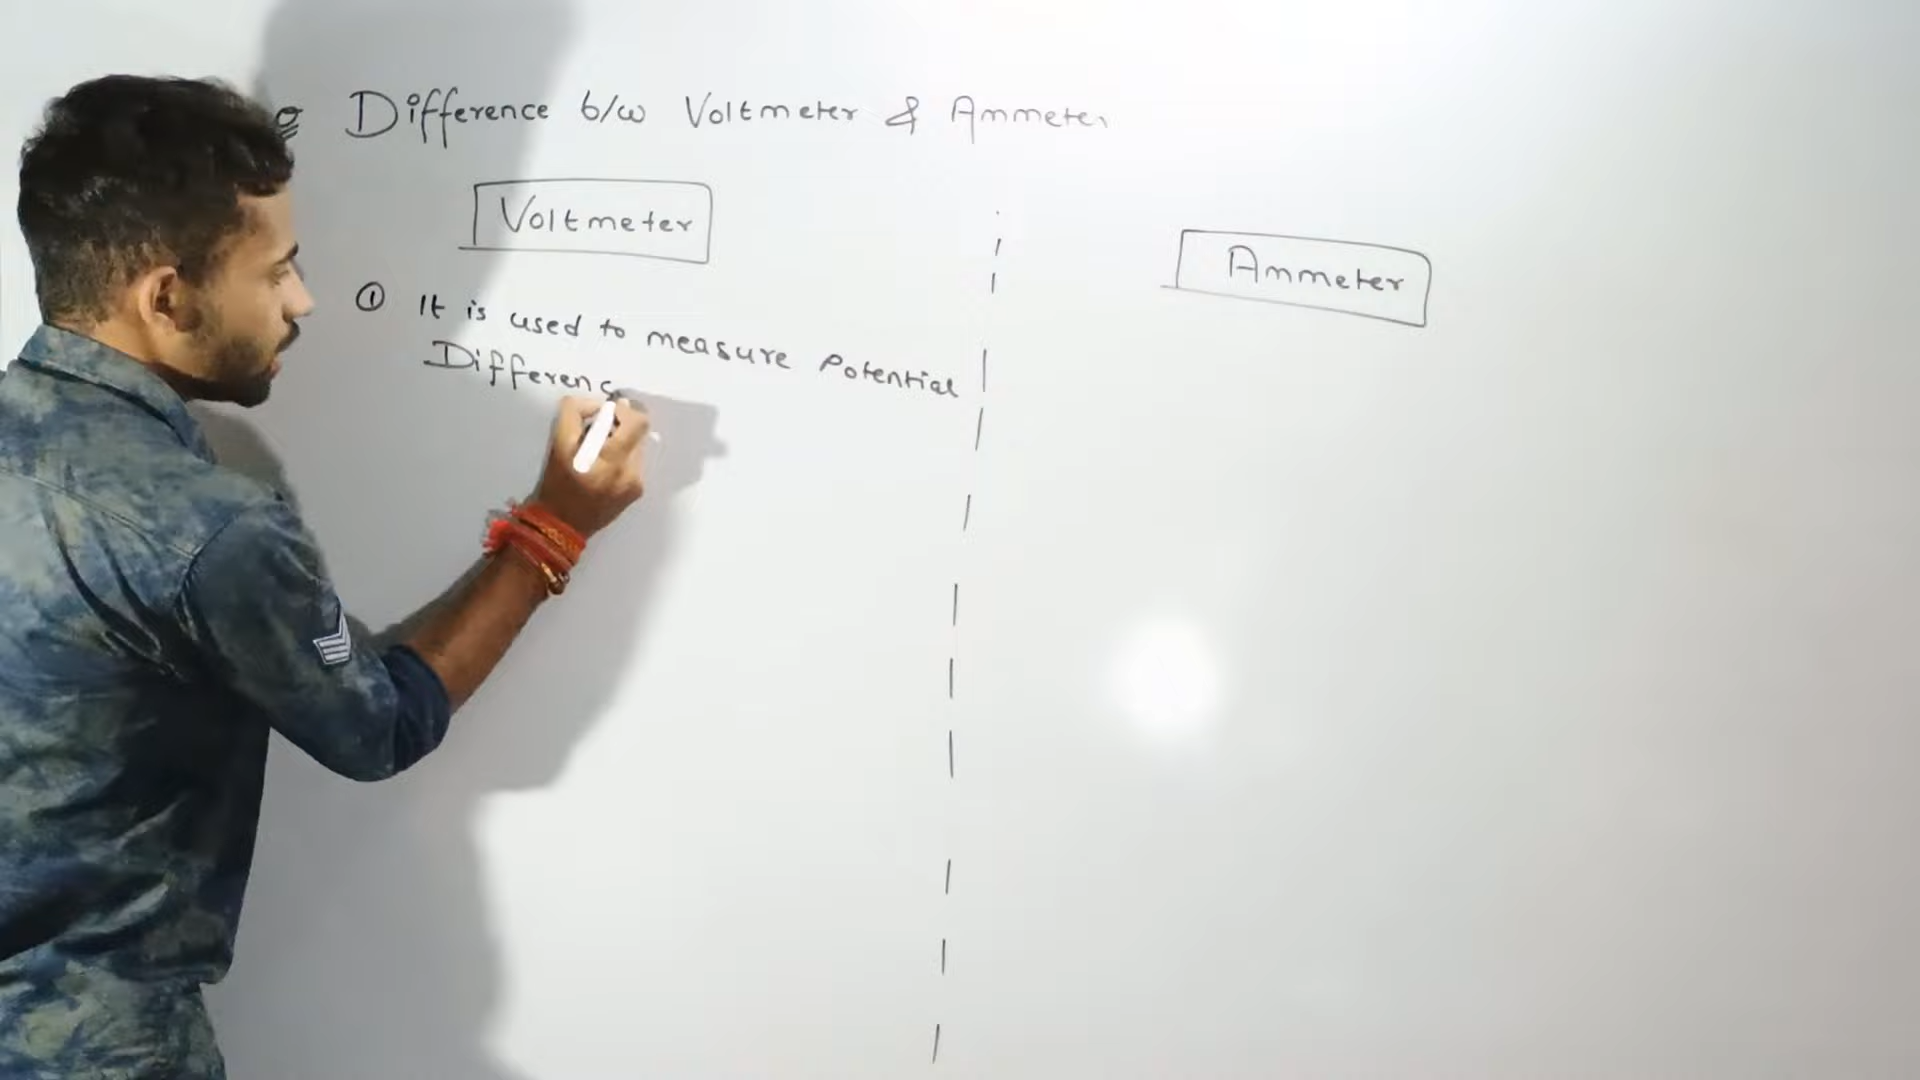 Difference b/w Voltmeter & Ammeter
Voltmeter
Ammeter
① It is used to measure Potential
Differenc